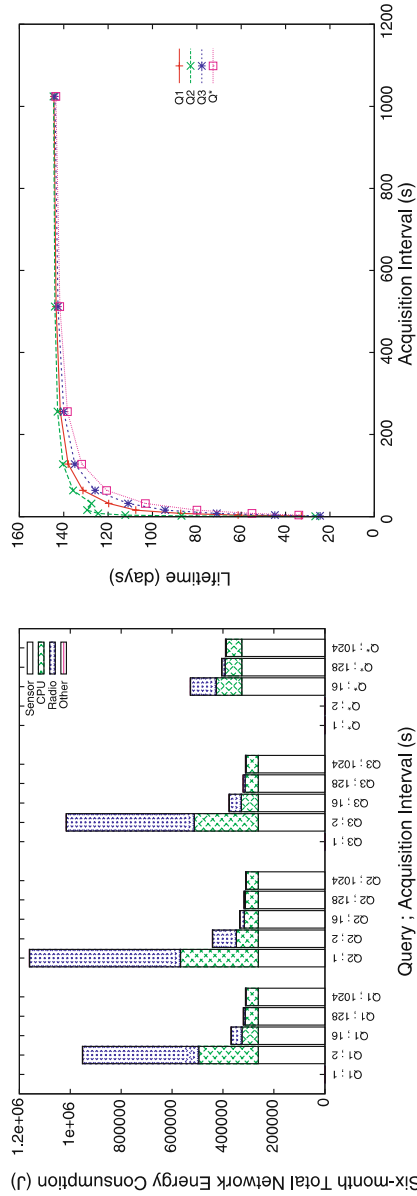 Six-month Total Network Energy Consumption (J)
1.2e+06
1e+06
800000
600000
400000
200000
0
Sensor
CPU
Radio
Other
Q1 ; 1
Q1 ; 2
Q1 ; 16
Q1 ; 128
Q1 ; 1024
Q2 ; 1
Q2 ; 2
Q2 ; 16
Q2 ; 128
Q2 ; 1024
Q3 ; 1
Q3 ; 2
Q3 ; 16
Q3 ; 128
Q3 ; 1024
Q* ; 1
Q* ; 2
Q* ; 16
Q* ; 128
Q* ; 1024
Query ; Acquisition Interval (s)
Lifetime (days)
160
140
120
100
80
60
40
20
0
Q1
Q2
Q3
Q*
0
200
400
600
800
1000
1200
Acquisition Interval (s)